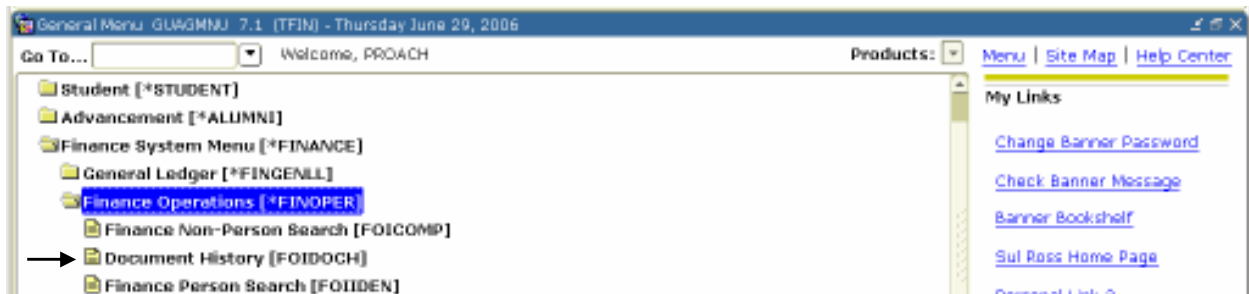 General Menu GUAGMNU 7.1 (TFIN) - Thursday June 29, 2006
Go To... Welcome, PROACH Products: Menu | Site Map | Help Center
Student [*STUDENT]
Advancement [*ALUMNI]
Finance System Menu [*FINANCE]
General Ledger [*FINGENLL]
Finance Operations [*FINOPER]
Finance Non-Person Search [FOICOMP]
Document History [FOIDOCH]
Finance Person Search [FOIIDEN]
My Links
Change Banner Password
Check Banner Message
Banner Bookshelf
Sul Ross Home Page
Personal Link 2